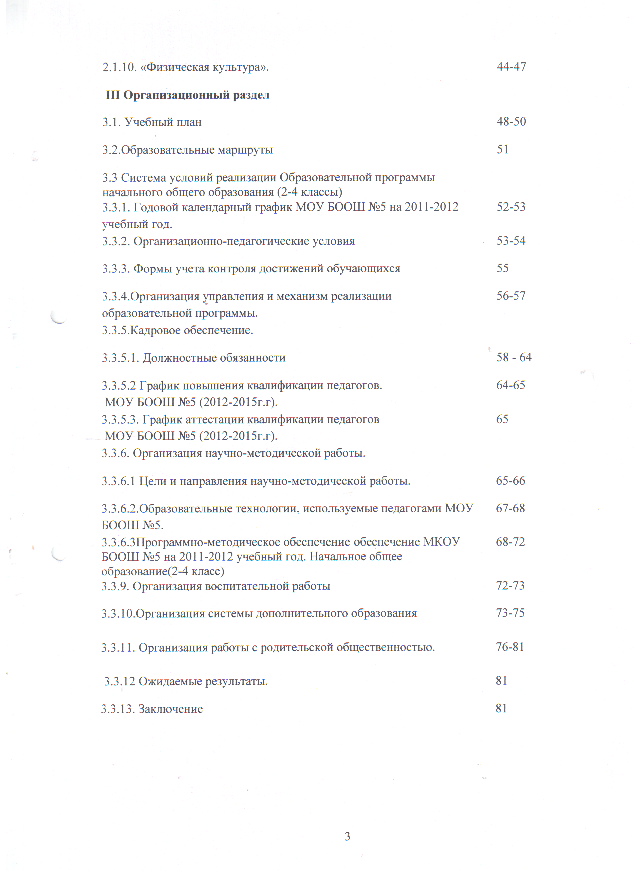 2.1.10. «Физическая культура». 44-47
III Организационный раздел
3.1. Учебный план 48-50
3.2.Образовательные маршруты 51
3.3 Система условий реализации Образовательной программы
начального общего образования (2-4 классы)
3.3.1. Годовой календарный график МОУ БООШ №5 на 2011-2012 52-53
учебный год.
3.3.2. Организационно-педагогические условия 53-54
3.3.3. Формы учета контроля достижений обучающихся 55
3.3.4.Организация управления и механизм реализации 56-57
образовательной программы.
3.3.5.Кадровое обеспечение.
3.3.5.1. Должностные обязанности 58 - 64
3.3.5.2 График повышения квалификации педагогов. 64-65
МОУ БООШ №5 (2012-2015г.г).
3.3.5.3. График аттестации квалификации педагогов 65
МОУ БООШ №5 (2012-2015г.г).
3.3.6. Организация научно-методической работы.
3.3.6.1 Цели и направления научно-методической работы. 65-66
3.3.6.2.Образовательные технологии, используемые педагогами МОУ 67-68
БООШ №5.
3.3.6.3Программно-методическое обеспечение обеспечение МКОУ 68-72
БООШ №5 на 2011-2012 учебный год. Начальное общее
образование(2-4 класс)
3.3.9. Организация воспитательной работы 72-73
3.3.10.Организация системы дополнительного образования 73-75
3.3.11. Организация работы с родительской общественностью. 76-81
3.3.12 Ожидаемые результаты. 81
3.3.13. Заключение 81
3